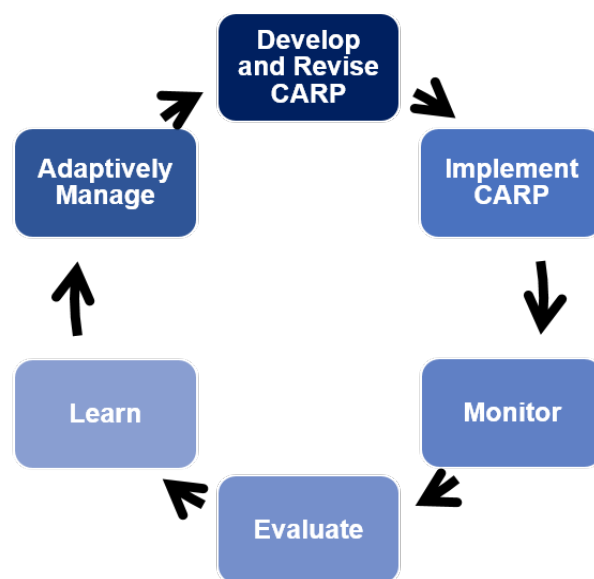 Develop
and Revise
CARP
Implement
CARP
Monitor
Evaluate
Learn
Adaptively
Manage